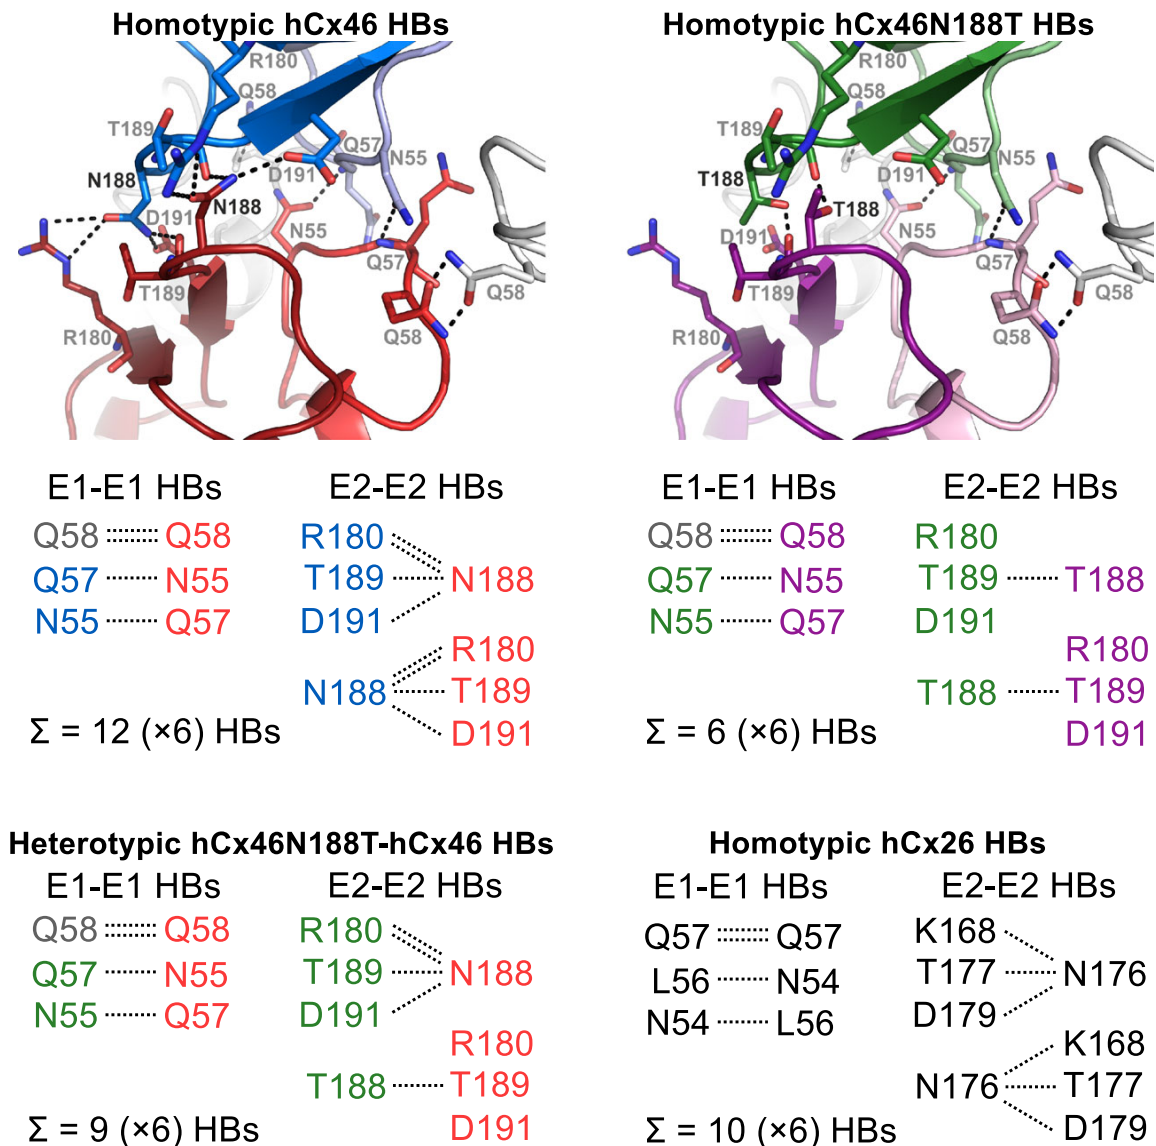 Homotypic hCx46 HBs
R180
Q58
T189
Q57
N55
N188
D191
D191
N188
N55
Q57
T189
Q58
R180
Q58
E1-E1 HBs
E2-E2 HBs
Q58 Q58
Q57 N55
N55 Q57
R180
T189 N188
D191
R180
N188 T189
D191
Σ = 12 (×6) HBs
Homotypic hCx46N188T HBs
R180
Q58
T189
Q57
N55
T188
D191
T188
D191
N55
Q57
T189
Q58
R180
Q58
E1-E1 HBs
E2-E2 HBs
Q58 Q58
Q57 N55
N55 Q57
R180
T189 T188
D191
R180
T188 T189
D191
Σ = 6 (×6) HBs
Heterotypic hCx46N188T-hCx46 HBs
E1-E1 HBs
E2-E2 HBs
Q58 Q58
Q57 N55
N55 Q57
R180
T189 N188
D191
R180
T188 T189
D191
Σ = 9 (×6) HBs
Homotypic hCx26 HBs
E1-E1 HBs
E2-E2 HBs
Q57 Q57
L56 N54
N54 L56
K168
T177 N176
D179
K168
N176 T177
D179
Σ = 10 (×6) HBs